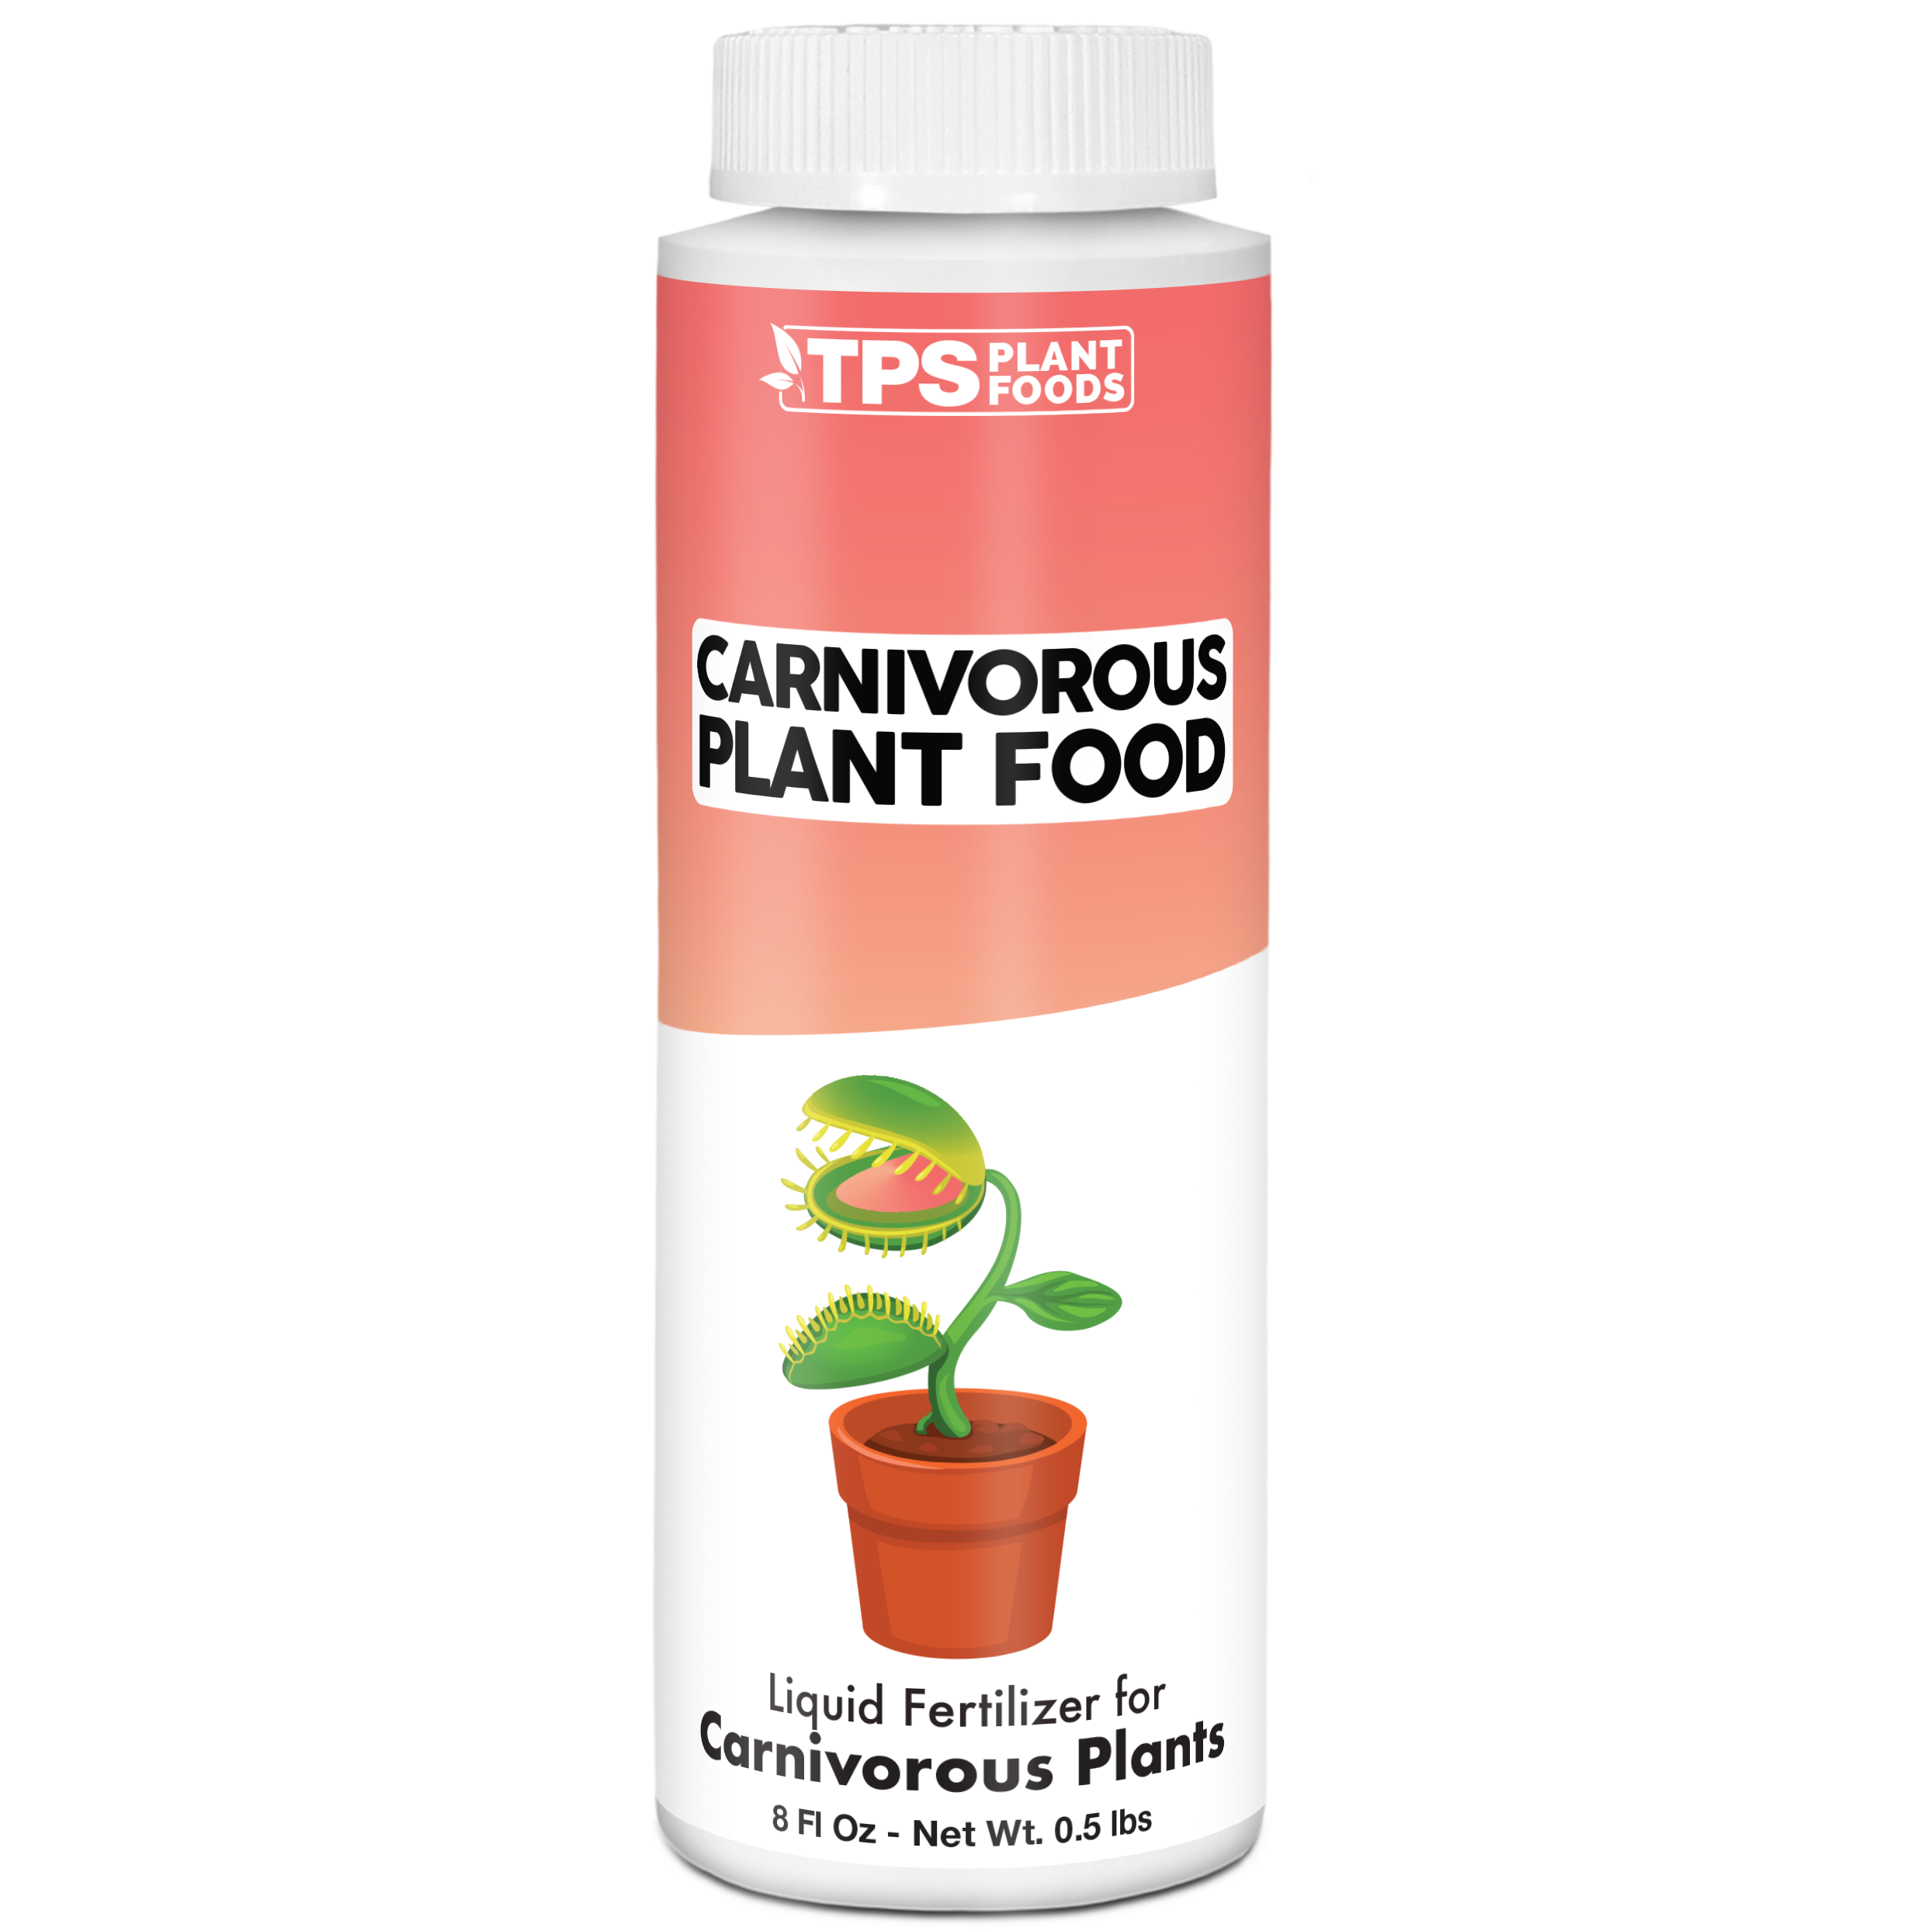 TPS PLANT
FOODS
CARNIVOROUS
PLANT FOOD
Liquid Fertilizer for
Carnivorous Plants
8 Fl Oz - Net Wt. 0.5 lbs